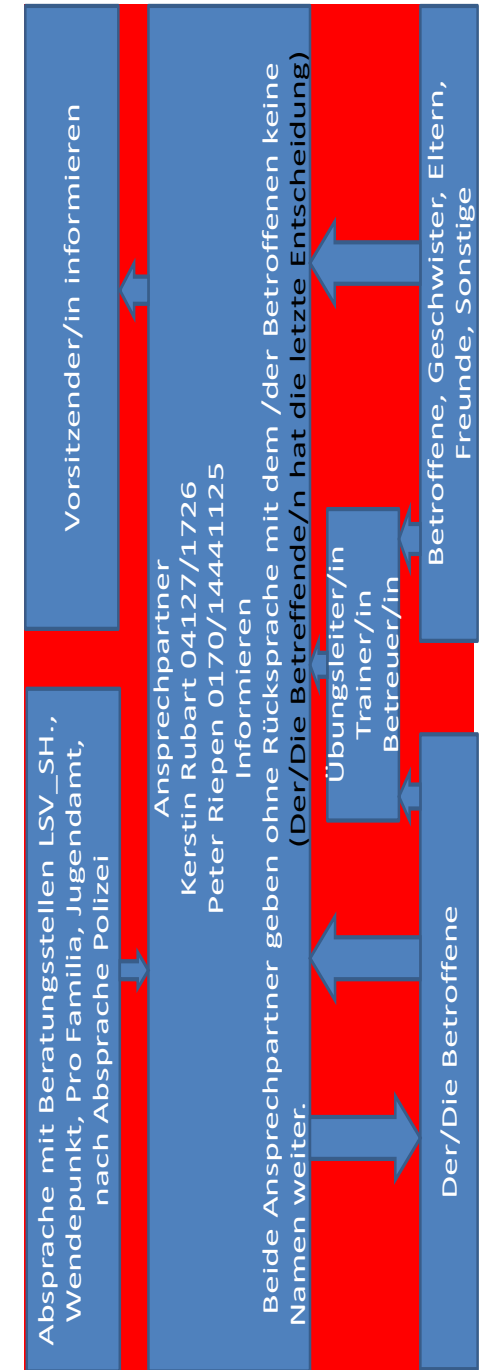 Absprache mit Beratungsstellen LSV_SH.,
Wendepunkt, Pro Familia, Jugendamt,
nach Absprache Polizei
Vorsitzender/in informieren
Ansprechpartner
Kerstin Rubart 04127/1726
Peter Riepen 0170/14441125
Informieren
Beide Ansprechpartner geben ohne Rücksprache mit dem /der Betroffenen keine
Namen weiter.
(Der/Die Betreffende/n hat die letzte Entscheidung)
Übungsleiter/in
Trainer/in
Betreuer/in
Der/Die Betroffene
Betroffene, Geschwister, Eltern,
Freunde, Sonstige